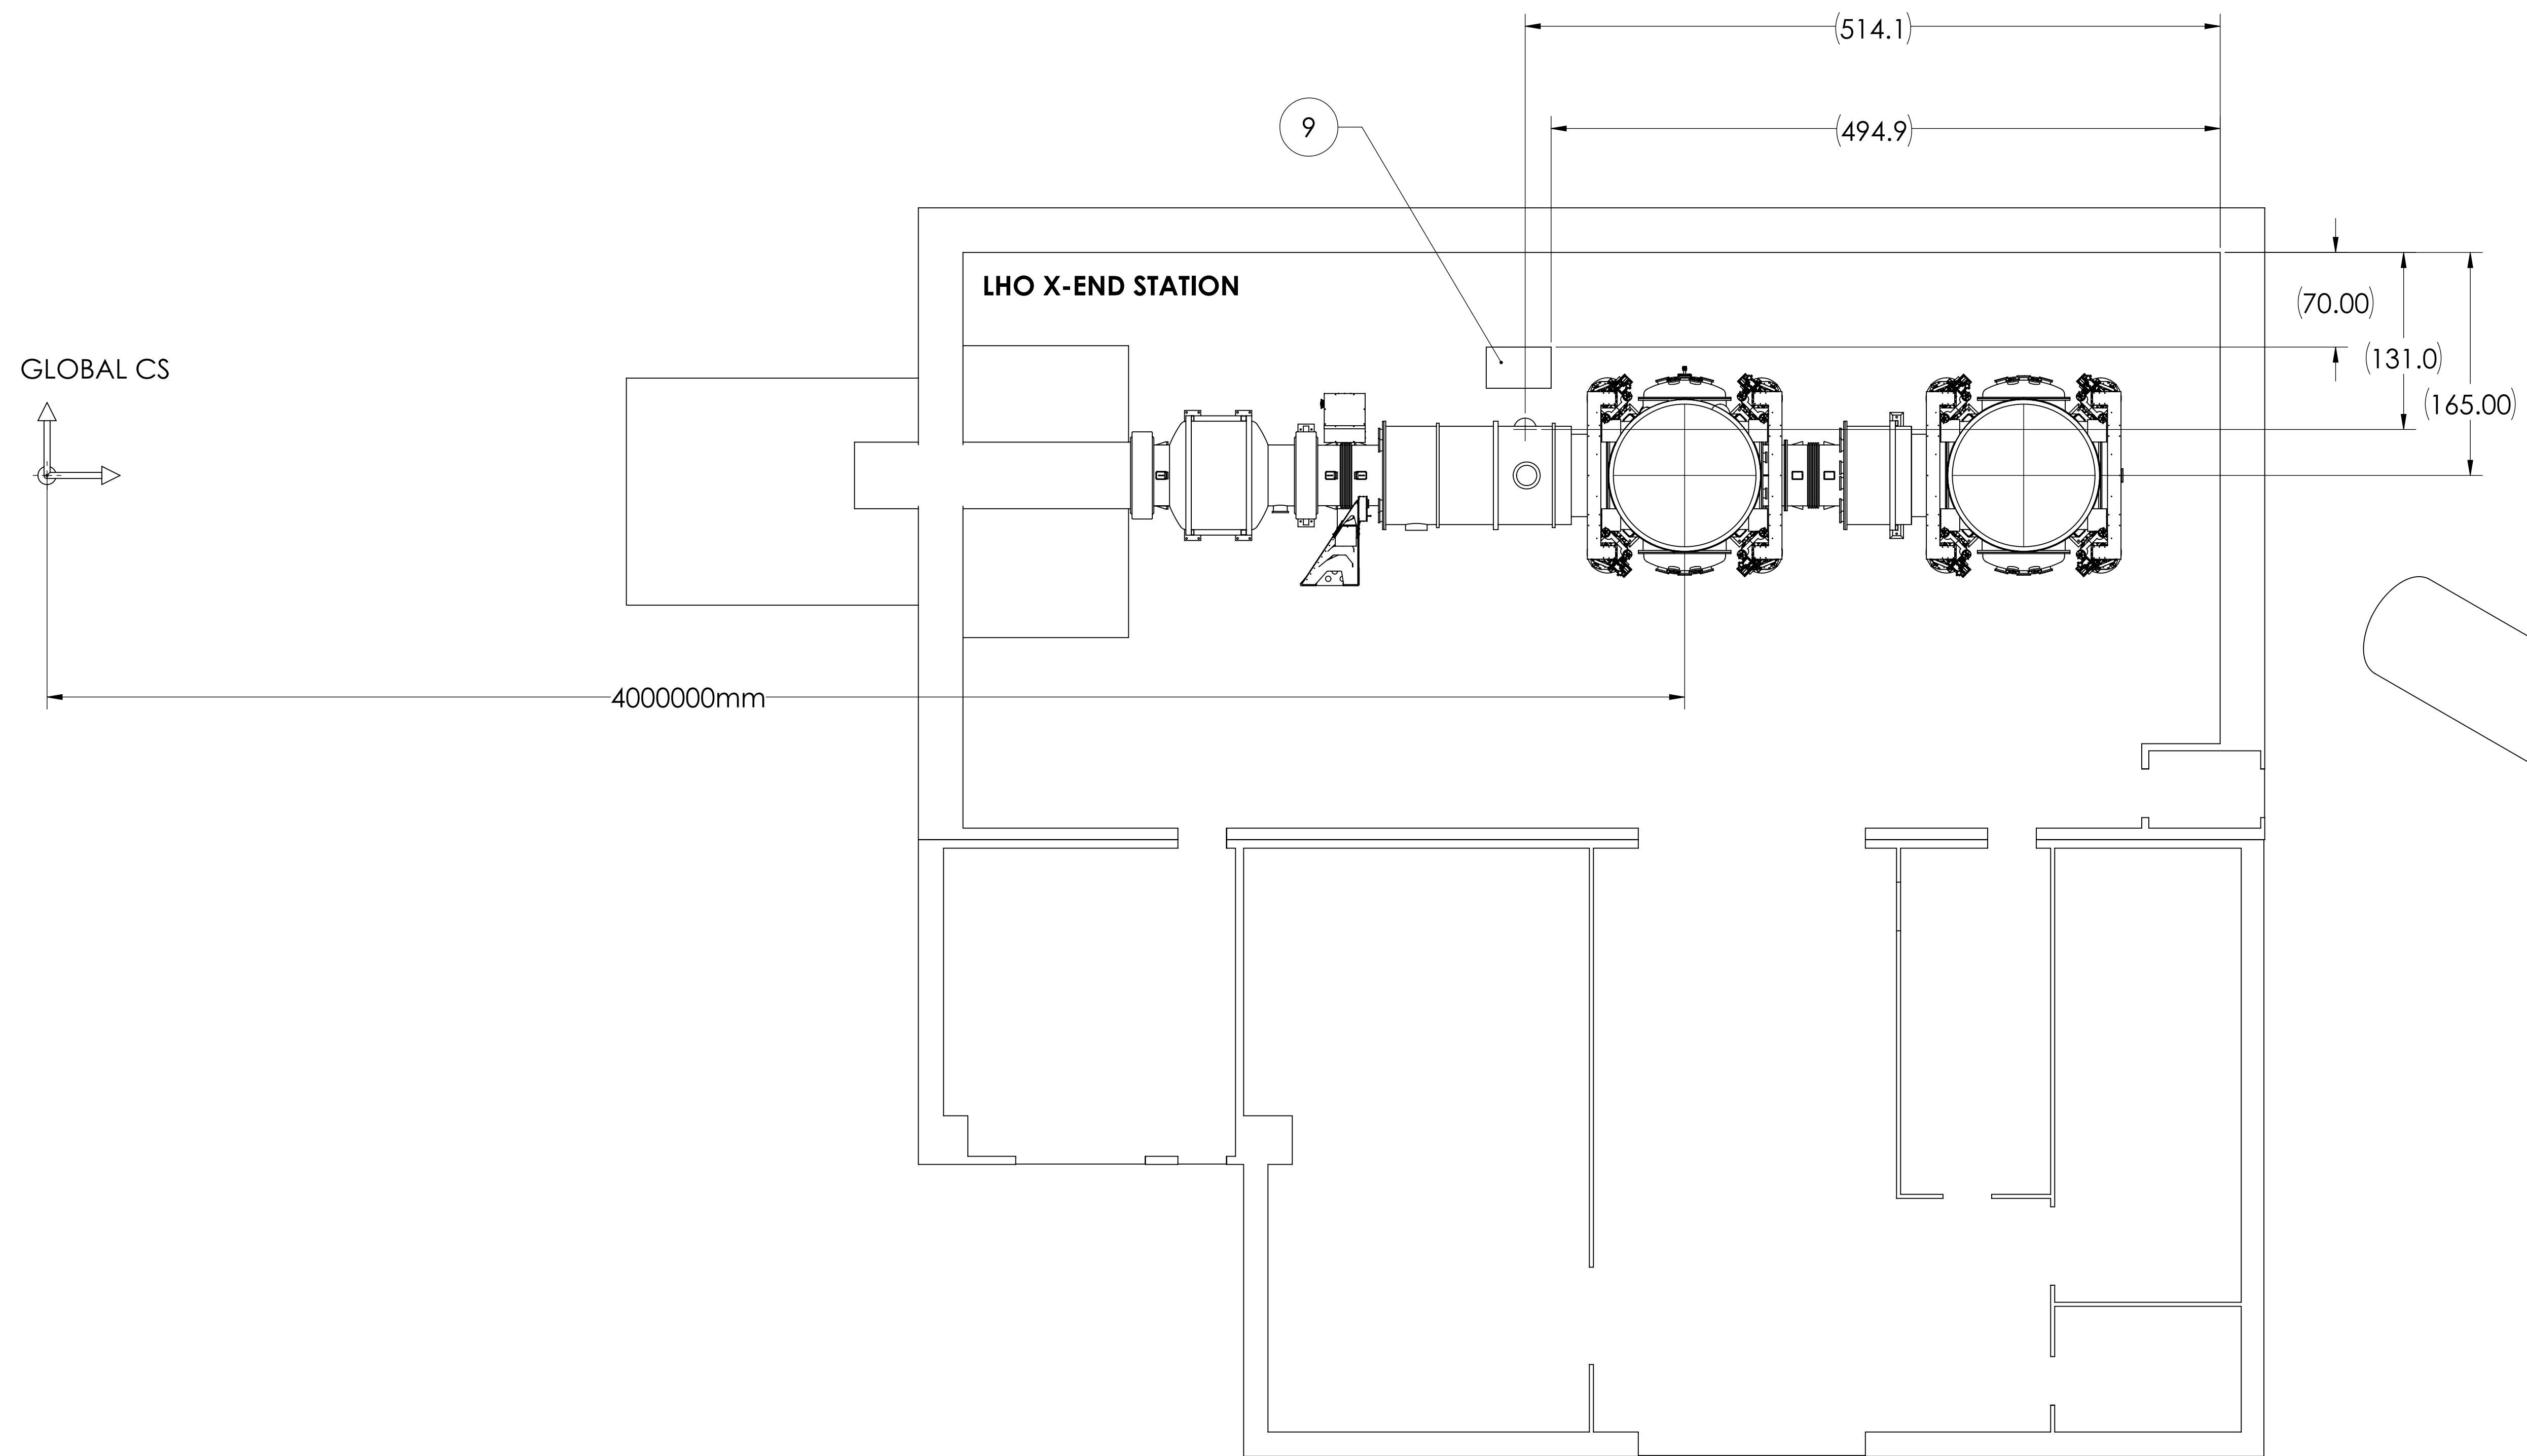 (514.1)
9
(494.9)
LHO X-END STATION
(70.00)
GLOBAL CS
(131.0)
(165.00)
4000000mm